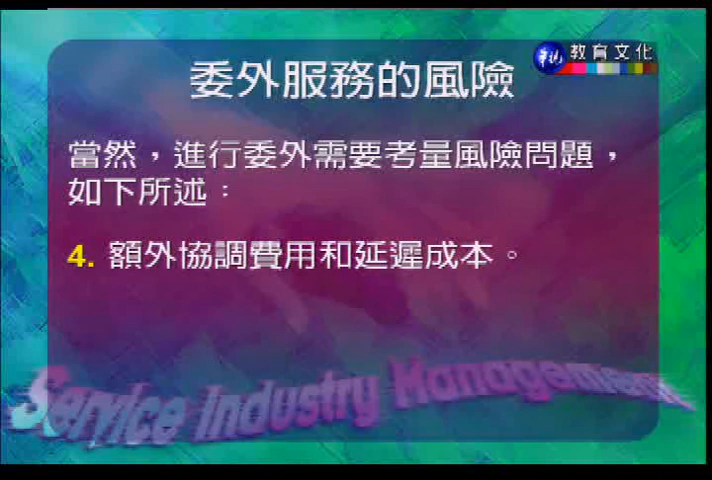 華視 教育文化
委外服務的風險
當然，進行委外需要考量風險問題，
如下所述：
4. 額外協調費用和延遲成本。
Service Industry Management